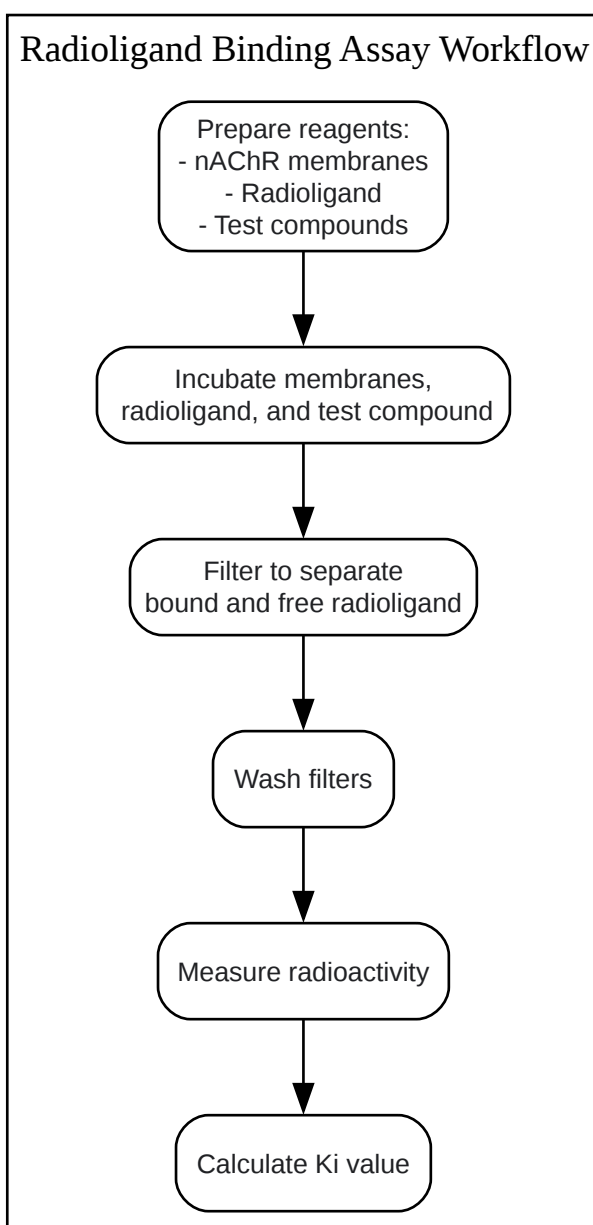 Radioligand Binding Assay Workflow
Prepare reagents:
- nAChR membranes
- Radioligand
- Test compounds
Incubate membranes,
radioligand, and test compound
Filter to separate
bound and free radioligand
Wash filters
Measure radioactivity
Calculate Ki value